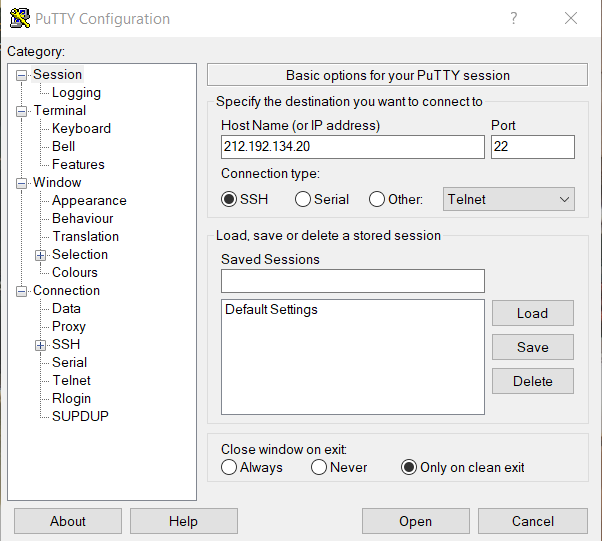 PuTTY Configuration
?
Category:
Session
Logging
Terminal
Keyboard
Bell
Features
Window
Appearance
Behaviour
Translation
Selection
Colours
Connection
Data
Proxy
SSH
Serial
Telnet
Rlogin
SUPDUP
Basic options for your PuTTY session
Specify the destination you want to connect to
Host Name (or IP address) Port
212.192.134.20 22
Connection type:
SSH Serial Other: Telnet
Load, save or delete a stored session
Saved Sessions
Default Settings
Load
Save
Delete
Close window on exit:
Always Never Only on clean exit
About Help Open Cancel